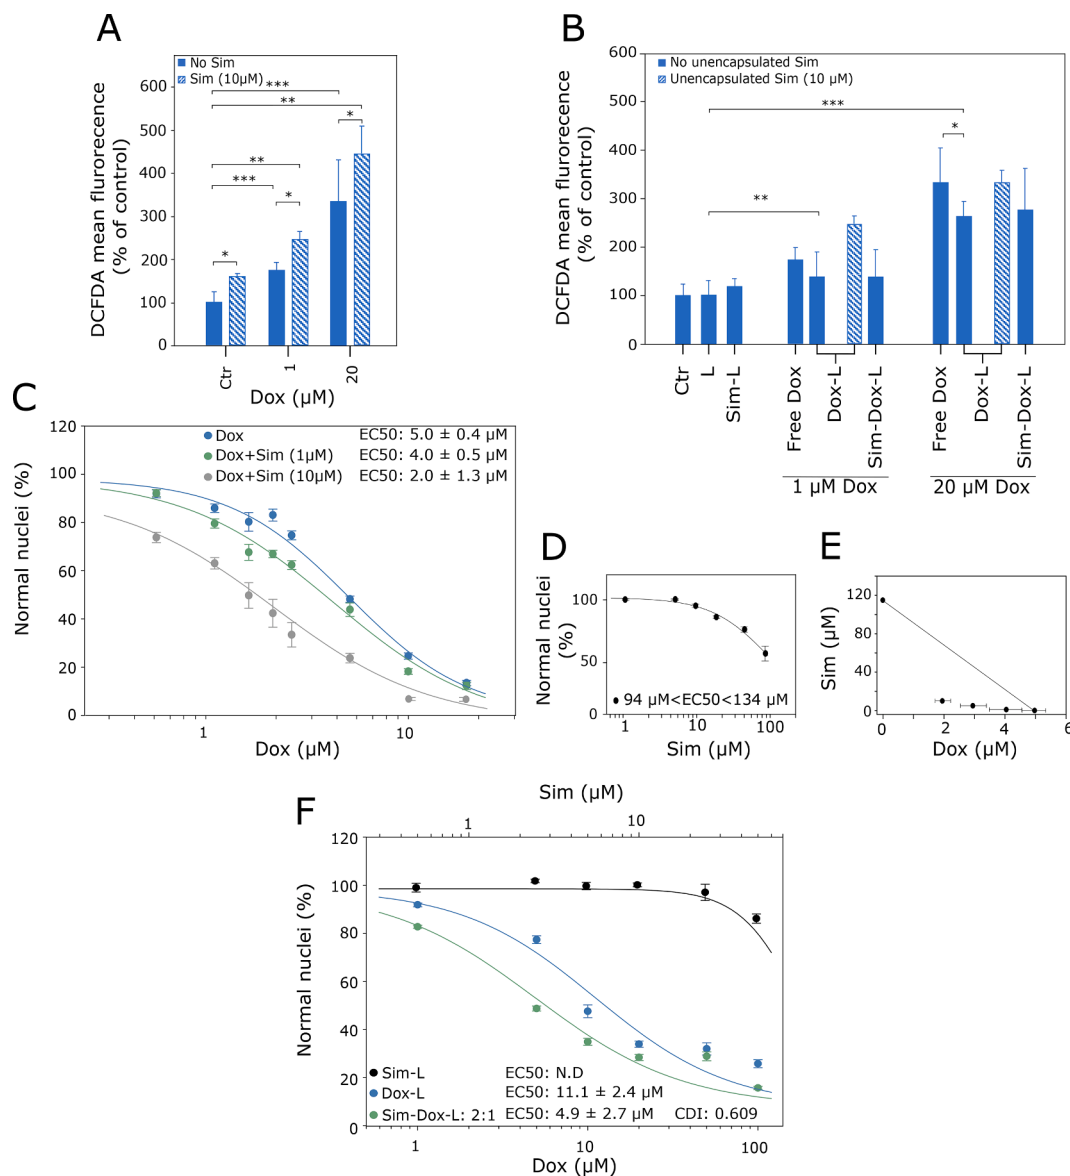 A
No Sim
Sim (10µM)
DCFDA mean flurorecence
(% of control)
600
500
400
300
200
100
0
***
**
*
**
***
*
*
Ctr
1
20
Dox (µM)
B
No unencapsulated Sim
Unencapsulated Sim (10 µM)
DCFDA mean flurorecence
(% of control)
600
500
400
300
200
100
0
***
*
**
Ctr
L
Sim-L
Free Dox
Dox-L
Sim-Dox-L
Free Dox
Dox-L
Sim-Dox-L
1 µM Dox
20 µM Dox
C
Normal nuclei (%)
120
100
80
60
40
20
0
Dox EC50: 5.0 ± 0.4 µM
Dox+Sim (1µM) EC50: 4.0 ± 0.5 µM
Dox+Sim (10µM) EC50: 2.0 ± 1.3 µM
1
10
Dox (µM)
D
Normal nuclei
(%)
100
50
0
94 µM<EC50<134 µM
1
10
100
Sim (µM)
E
Sim (µM)
120
80
40
0
0
2
4
6
Dox (µM)
F
Sim (µM)
1
10
Normal nuclei (%)
120
100
80
60
40
20
0
Sim-L EC50: N.D
Dox-L EC50: 11.1 ± 2.4 µM
Sim-Dox-L: 2:1 EC50: 4.9 ± 2.7 µM CDI: 0.609
1
10
100
Dox (µM)